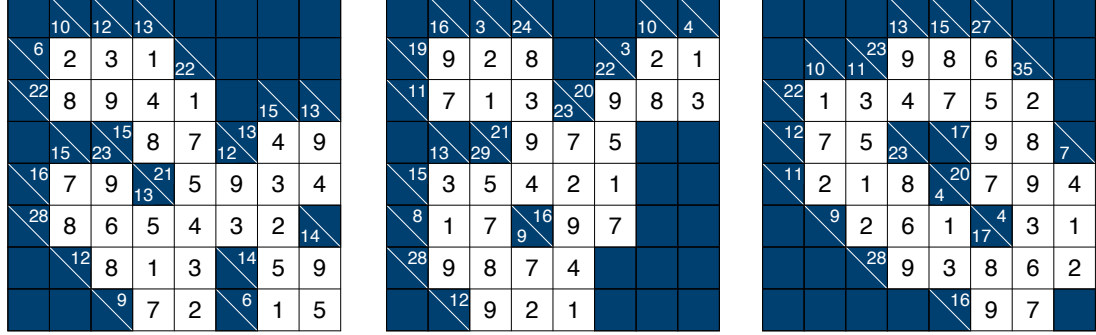 10 12 13
6 2 3 1 22
22 8 9 4 1 15 13
15 15 23 8 7 13 12 4 9
16 7 9 21 13 5 9 3 4
28 8 6 5 4 3 2 14
12 8 1 3 14 5 9
9 7 2 6 1 5
16 3 24 10 4
19 9 2 8 3 22 2 1
11 7 1 3 20 23 9 8 3
13 21 29 9 7 5
15 3 5 4 2 1
8 1 7 16 9 9 7
28 9 8 7 4
12 9 2 1
13 15 27
10 23 11 9 8 6 35
22 1 3 4 7 5 2
12 7 5 23 17 9 8 7
11 2 1 8 20 4 7 9 4
9 2 6 1 4 17 3 1
28 9 3 8 6 2
16 9 7